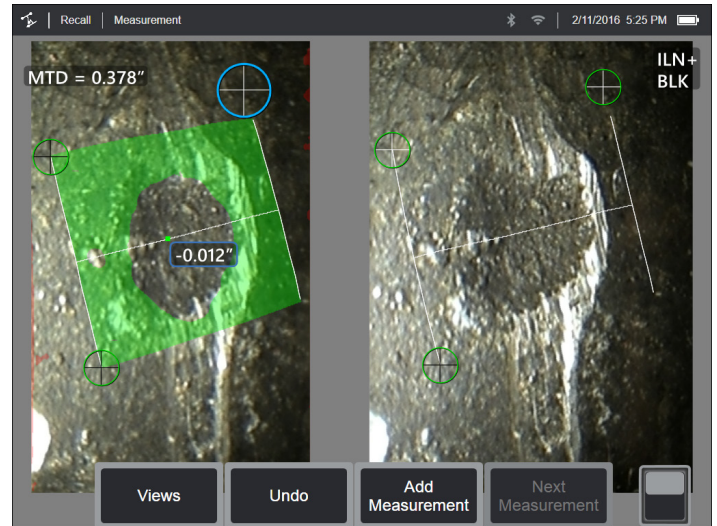 Recall Measurement 2/11/2016 5:25 PM
MTD = 0.378"
ILN+
BLK
-0.012"
Views
Undo
Add
Measurement
Next
Measurement